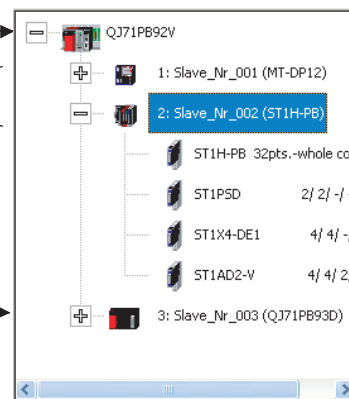 QJ71PB92V
1: Slave_Nr_001 (MT-DP12)
2: Slave_Nr_002 (ST1H-PB)
ST1H-PB 32pts.-whole co
ST1PSD 2/ 2/ -/
ST1X4-DE1 4/ 4/ -/
ST1AD2-V 4/ 4/ 2/
3: Slave_Nr_003 (QJ71PB93D)